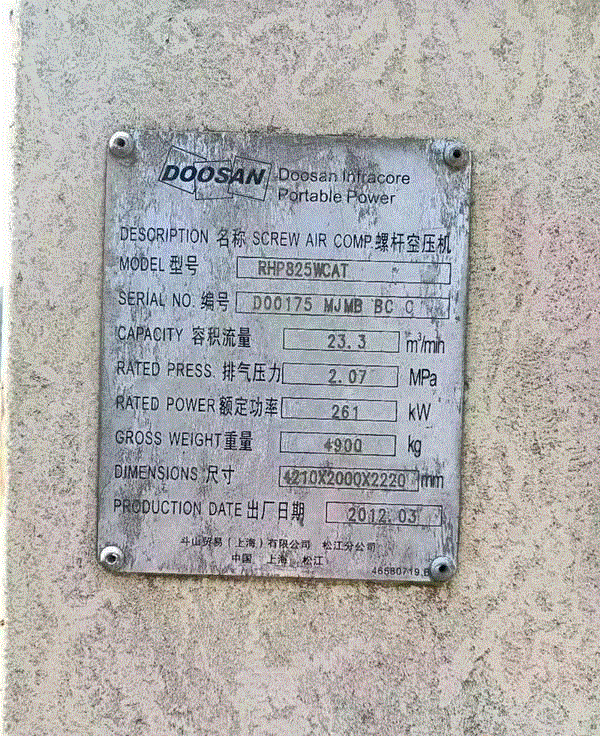 DOOSAN Doosan Infracore
Portable Power
DESCRIPTION 名称 SCREW AIR COMP.螺杆空压机
MODEL 型号 RHP825WCAT
SERIAL NO. 编号 D00175 MJMB BC C
CAPACITY 容积流量 23.3 m³/min
RATED PRESS. 排气压力 2.07 MPa
RATED POWER 额定功率 261 kW
GROSS WEIGHT 重量 4900 kg
DIMENSIONS 尺寸 4210X2000X2220 mm
PRODUCTION DATE 出厂日期 2012.03
斗山贸易(上海)有限公司 松江分公司
中国 上海 松江
46580719.B